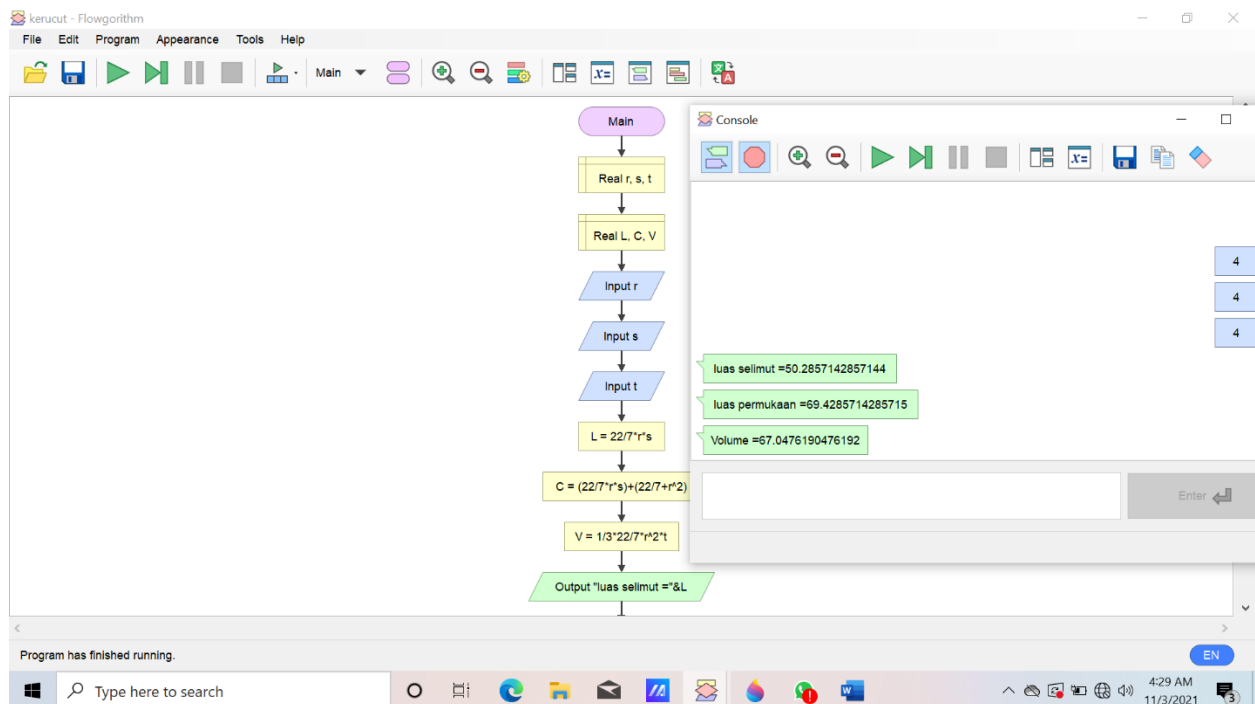 kerucut - Flowgorithm
File Edit Program Appearance Tools Help
Main
Main
Real r, s, t
Real L, C, V
Input r
Input s
Input t
L = 22/7*r*s
C = (22/7*r*s)+(22/7+r^2)
V = 1/3*22/7*r^2*t
Output "luas selimut ="&L
Console
x=
x=
4
4
4
luas selimut =50.2857142857144
luas permukaan =69.4285714285715
Volume =67.0476190476192
Enter
Program has finished running.
EN
Type here to search
4:29 AM
11/3/2021
3